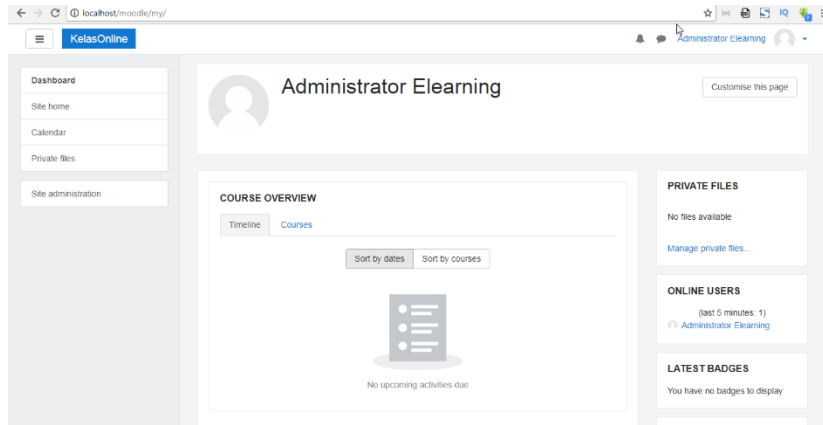 localhost/moodle/my/
KelasOnline
Administrator Elearning
Dashboard
Site home
Calendar
Private files
Site administration
Administrator Elearning
Customise this page
COURSE OVERVIEW
Timeline Courses
Sort by dates Sort by courses
No upcoming activities due
PRIVATE FILES
No files available
Manage private files...
ONLINE USERS
(last 5 minutes: 1)
Administrator Elearning
LATEST BADGES
You have no badges to display